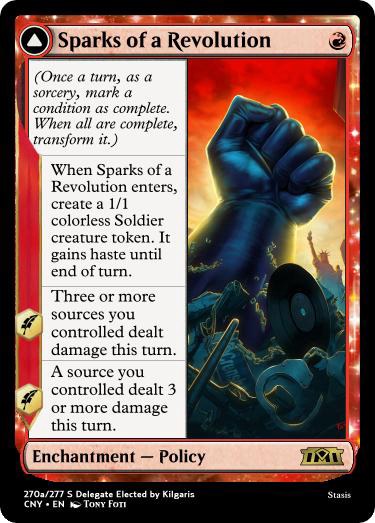 Sparks of a Revolution
(Once a turn, as a
sorcery, mark a
condition as complete.
When all are complete,
transform it.)
When Sparks of a
Revolution enters,
create a 1/1
colorless Soldier
creature token. It
gains haste until
end of turn.
Three or more
sources you
controlled dealt
damage this turn.
A source you
controlled dealt 3
or more damage
this turn.
Enchantment — Policy
270a/277 S Delegate Elected by Kilgaris
CNY • EN Tony Foti
Stasis